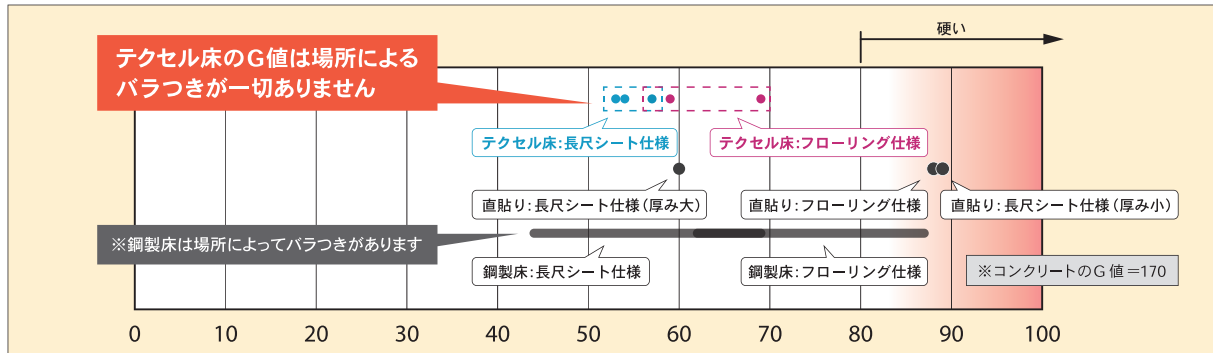 硬い
テクセル床のG値は場所による
バラつきが一切ありません
テクセル床:長尺シート仕様
テクセル床:フローリング仕様
直貼り:長尺シート仕様(厚み大)
直貼り:フローリング仕様
直貼り:長尺シート仕様(厚み小)
※鋼製床は場所によってバラつきがあります
鋼製床:長尺シート仕様
鋼製床:フローリング仕様
※コンクリートのG値=170
0 10 20 30 40 50 60 70 80 90 100